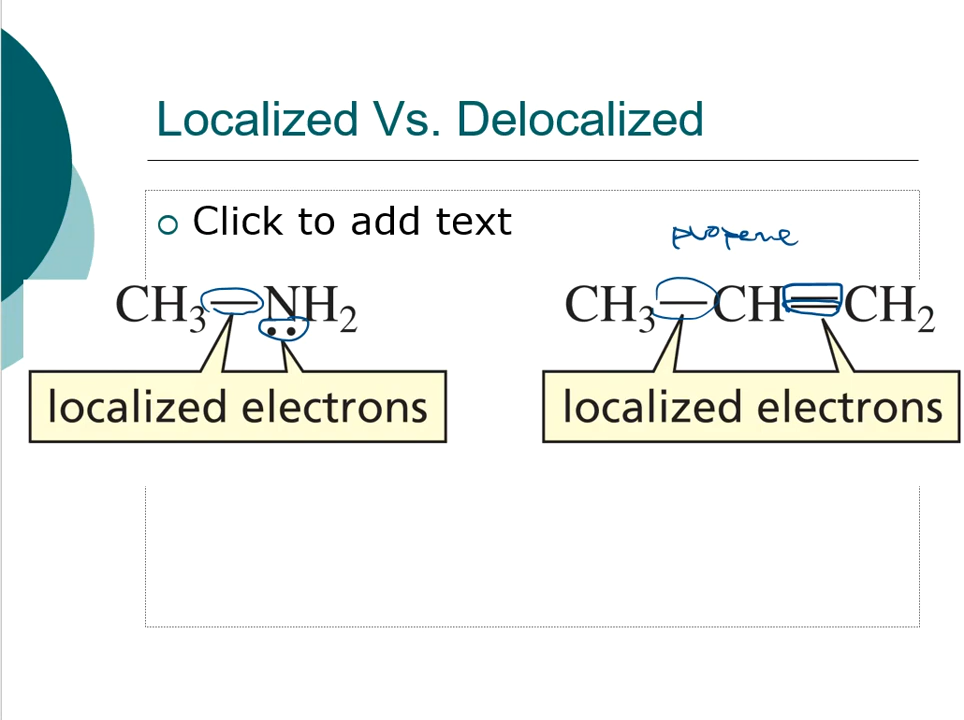 Localized Vs. Delocalized
Click to add text
propene
CH₃—NH₂
CH₃—CH=CH₂
localized electrons
localized electrons